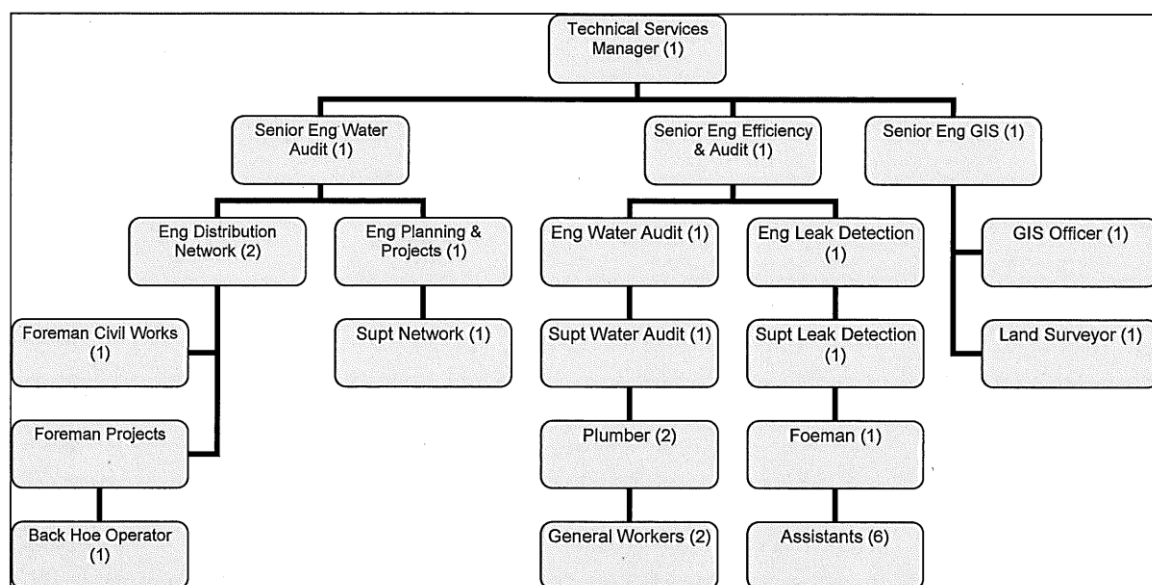 Technical Services
Manager (1)
Senior Eng Water
Audit (1)
Senior Eng Efficiency
& Audit (1)
Senior Eng GIS (1)
Eng Distribution
Network (2)
Eng Planning &
Projects (1)
Eng Water Audit (1)
Eng Leak Detection
(1)
GIS Officer (1)
Foreman Civil Works
(1)
Supt Network (1)
Supt Water Audit (1)
Supt Leak Detection
(1)
Land Surveyor (1)
Foreman Projects
Plumber (2)
Foeman (1)
Back Hoe Operator
(1)
General Workers (2)
Assistants (6)